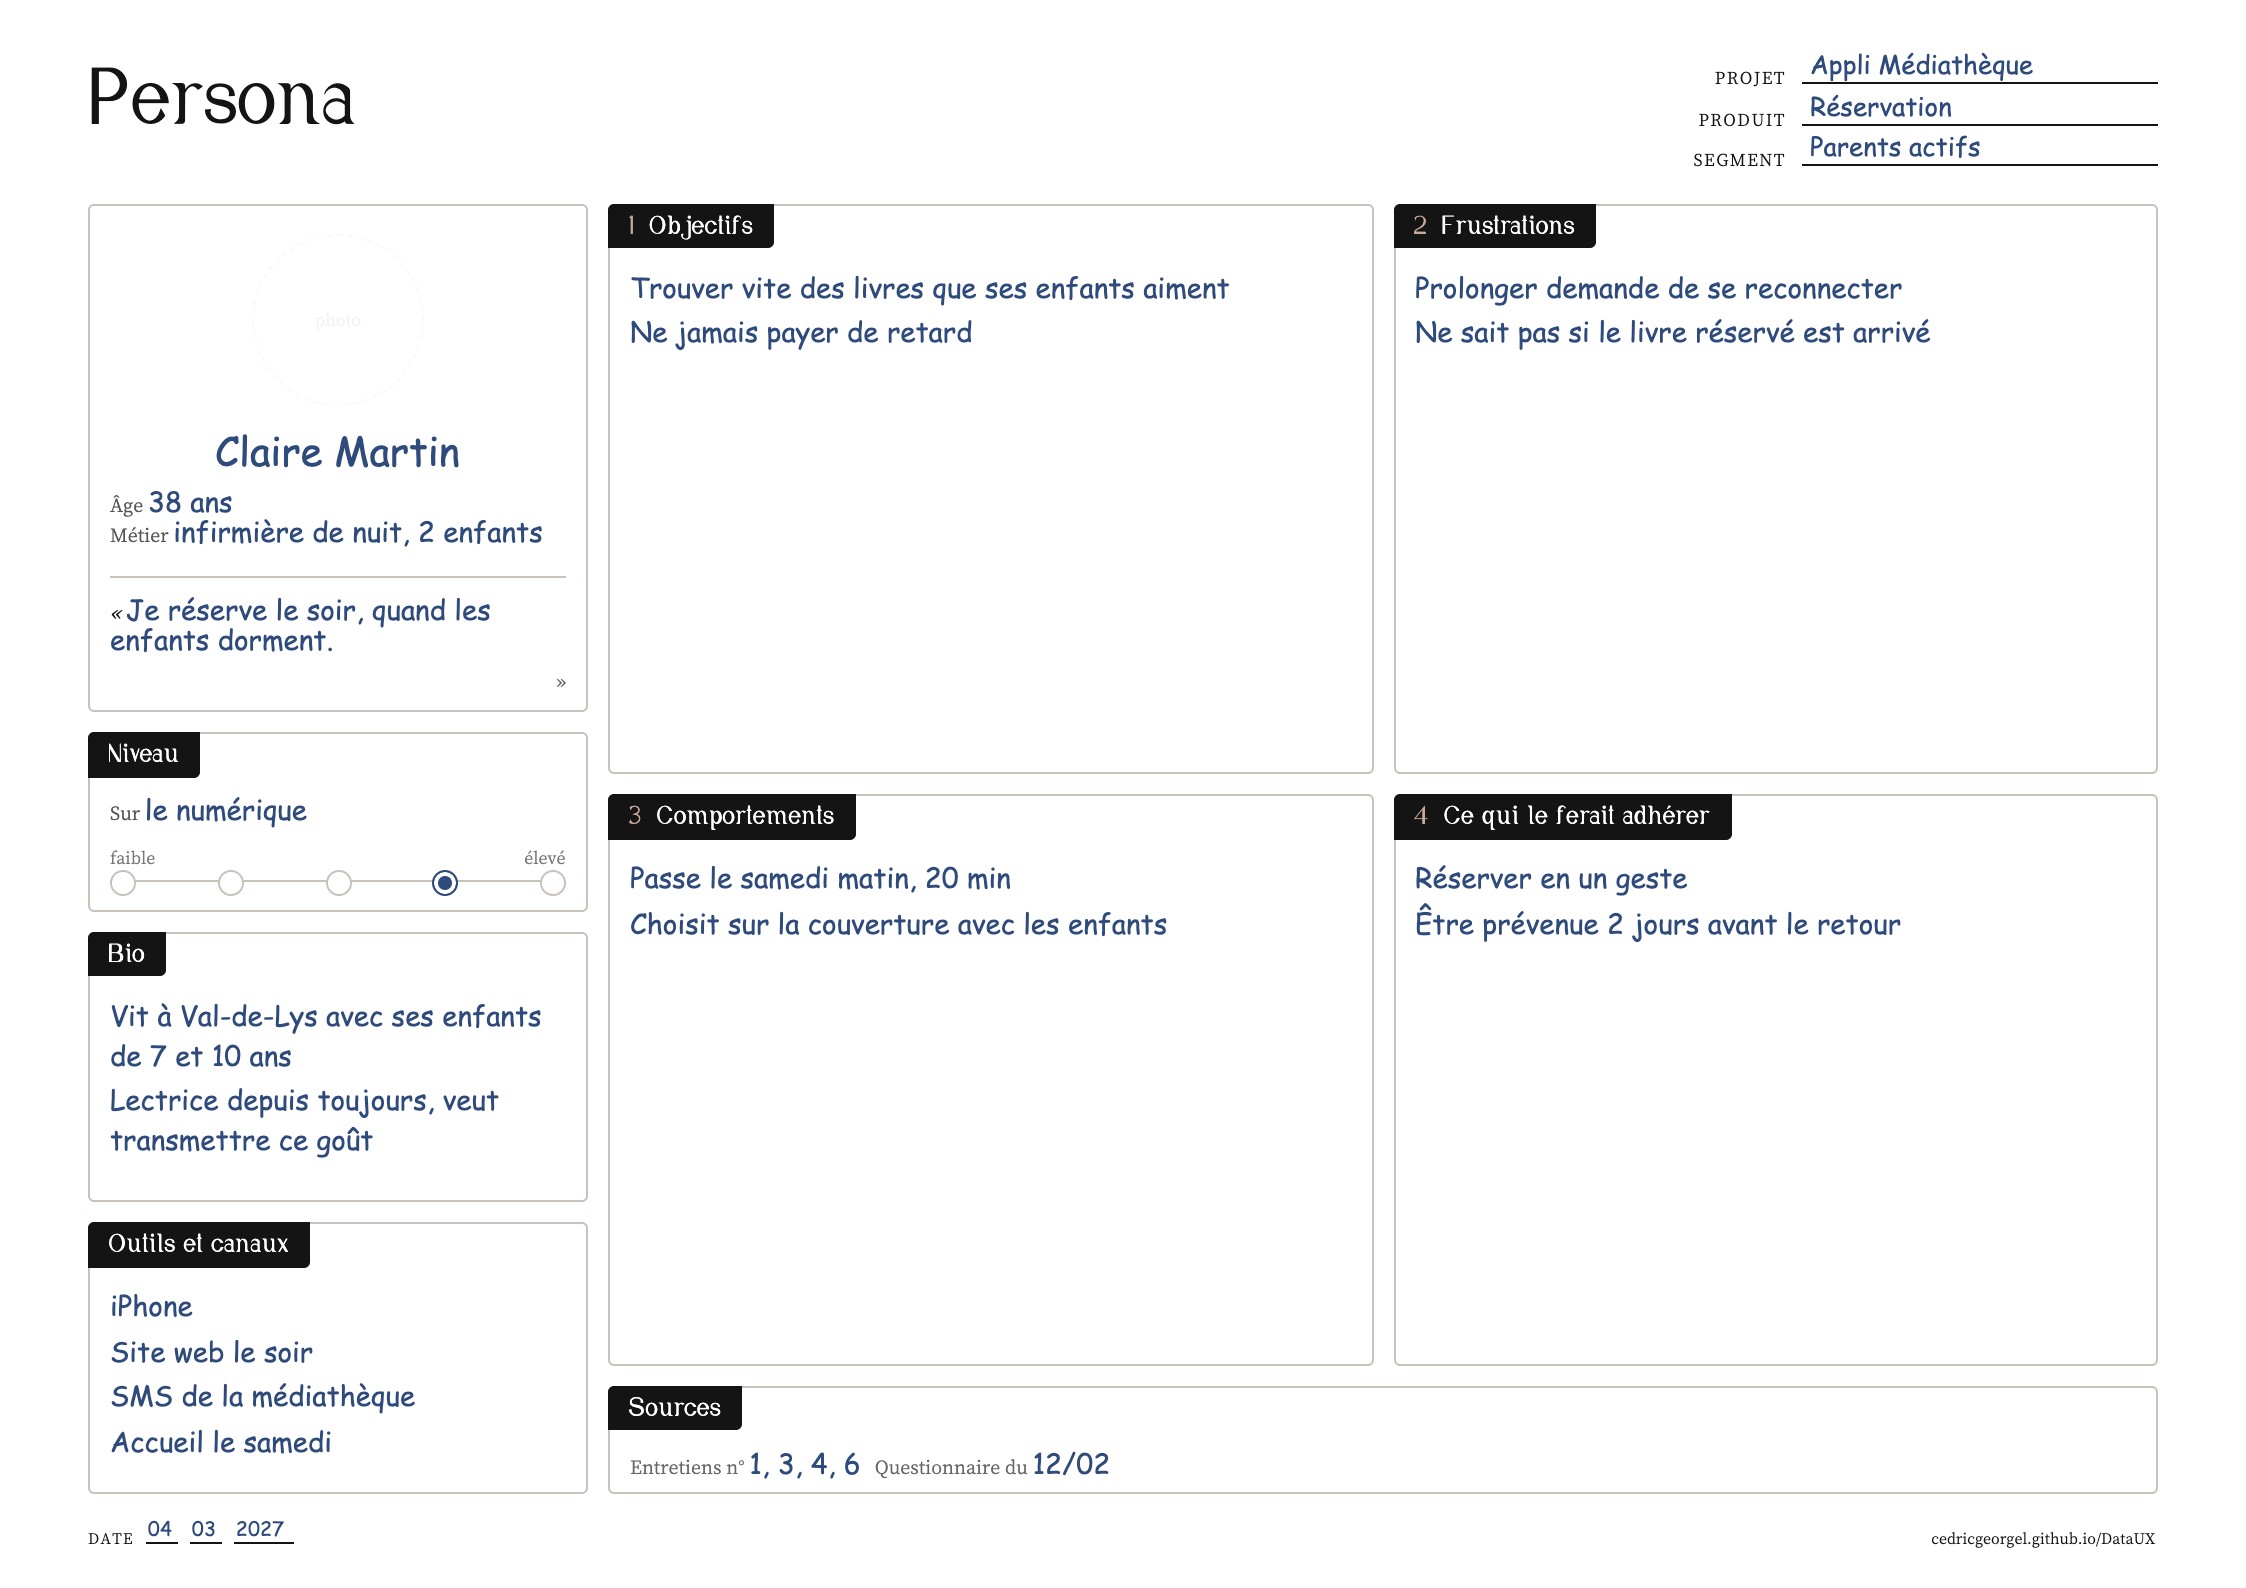 Persona
PROJET Appli Médiathèque
PRODUIT Réservation
SEGMENT Parents actifs
photo
Claire Martin
Âge 38 ans
Métier infirmière de nuit, 2 enfants
« Je réserve le soir, quand les
enfants dorment.
»
Niveau
Sur le numérique
faible élevé
Bio
Vit à Val-de-Lys avec ses enfants
de 7 et 10 ans
Lectrice depuis toujours, veut
transmettre ce goût
Outils et canaux
iPhone
Site web le soir
SMS de la médiathèque
Accueil le samedi
1 Objectifs
Trouver vite des livres que ses enfants aiment
Ne jamais payer de retard
2 Frustrations
Prolonger demande de se reconnecter
Ne sait pas si le livre réservé est arrivé
3 Comportements
Passe le samedi matin, 20 min
Choisit sur la couverture avec les enfants
4 Ce qui le ferait adhérer
Réserver en un geste
Être prévenue 2 jours avant le retour
Sources
Entretiens n° 1, 3, 4, 6 Questionnaire du 12/02
DATE 04 03 2027
cedricgeorgel.github.io/DataUX